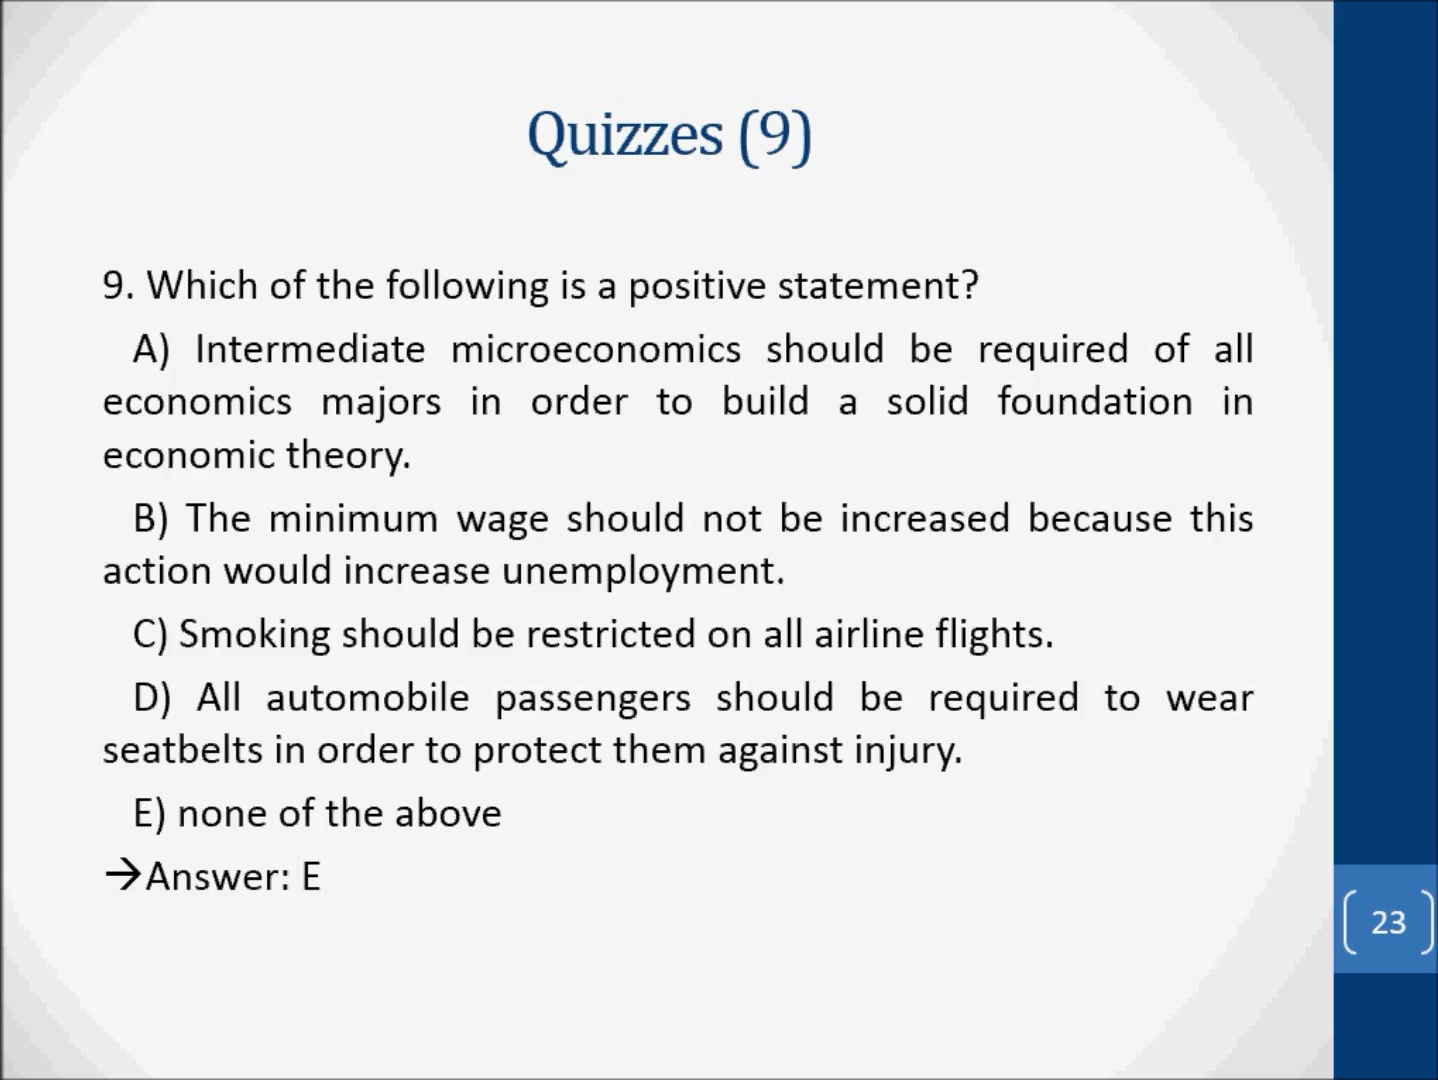 Quizzes (9)
9. Which of the following is a positive statement?
A) Intermediate microeconomics should be required of all
economics majors in order to build a solid foundation in
economic theory.
B) The minimum wage should not be increased because this
action would increase unemployment.
C) Smoking should be restricted on all airline flights.
D) All automobile passengers should be required to wear
seatbelts in order to protect them against injury.
E) none of the above
→Answer: E
23